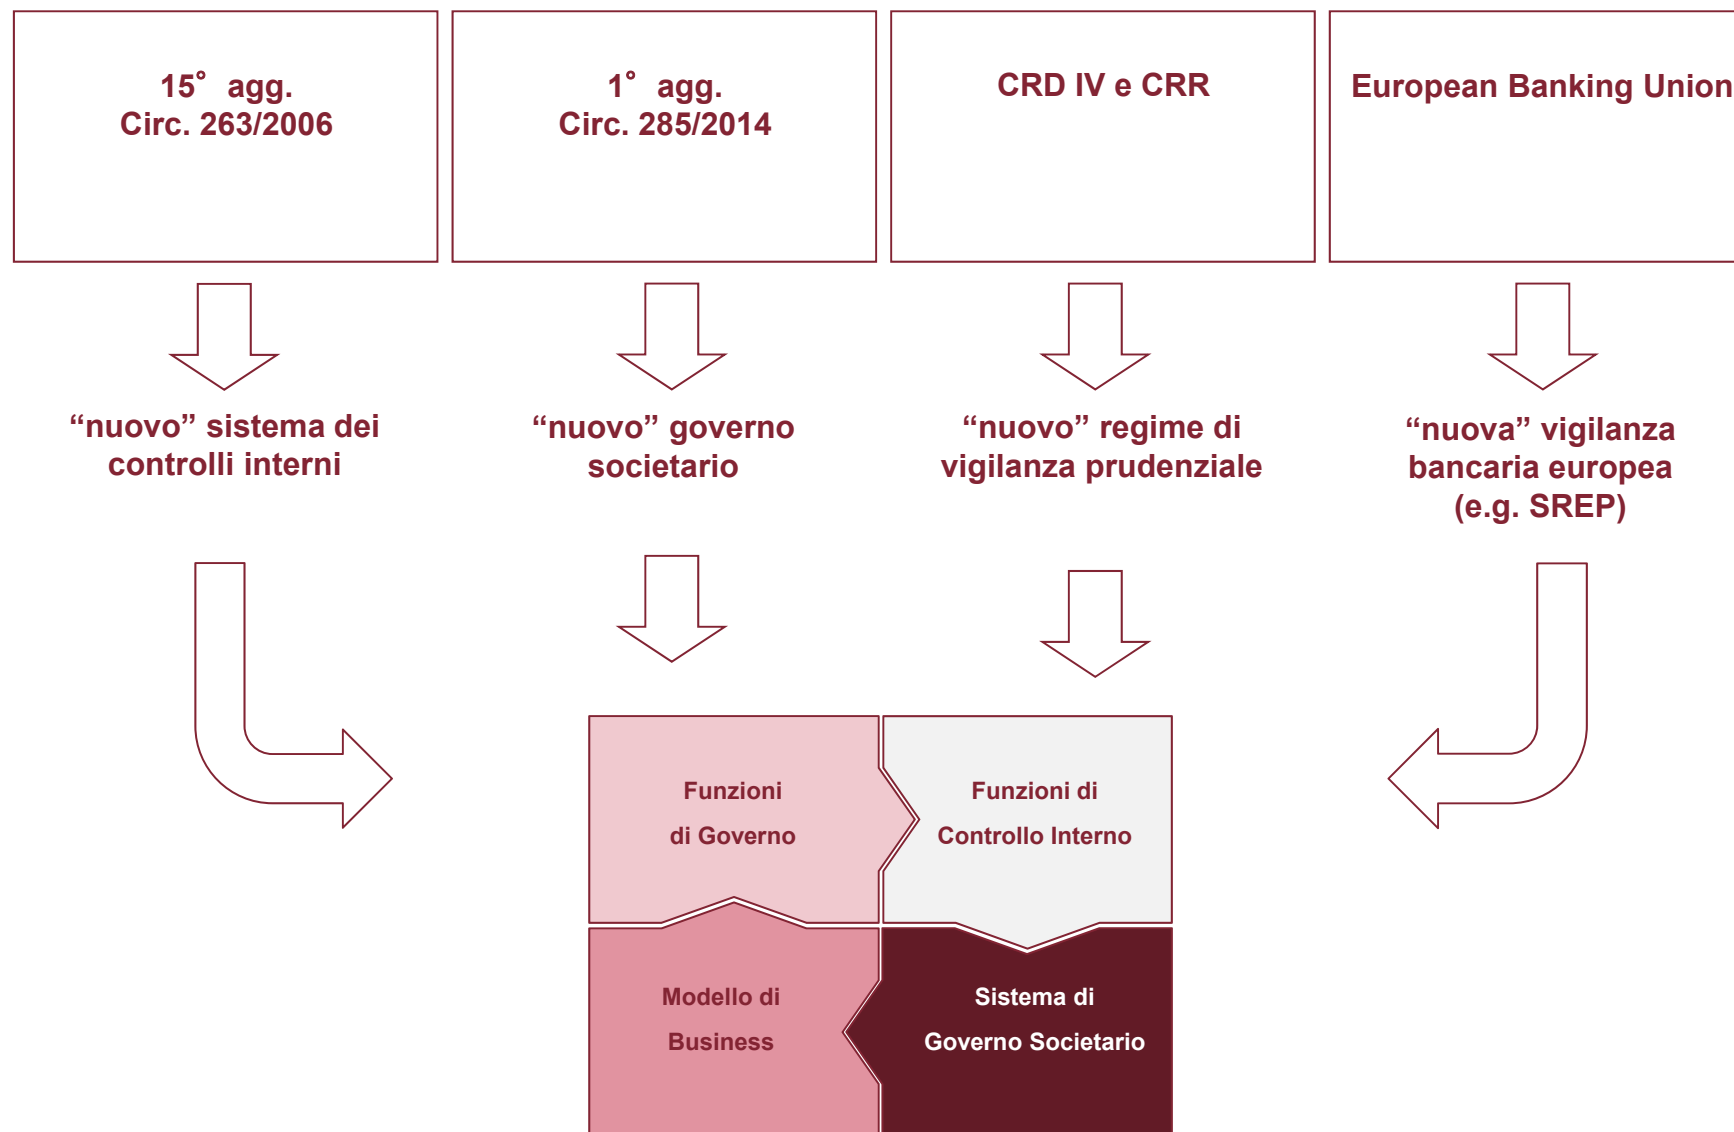 15° agg.
Circ. 263/2006
1° agg.
Circ. 285/2014
CRD IV e CRR
European Banking Union
“nuovo” sistema dei
controlli interni
“nuovo” governo
societario
“nuovo” regime di
vigilanza prudenziale
“nuova” vigilanza
bancaria europea
(e.g. SREP)
Funzioni
di Governo
Funzioni di
Controllo Interno
Modello di
Business
Sistema di
Governo Societario